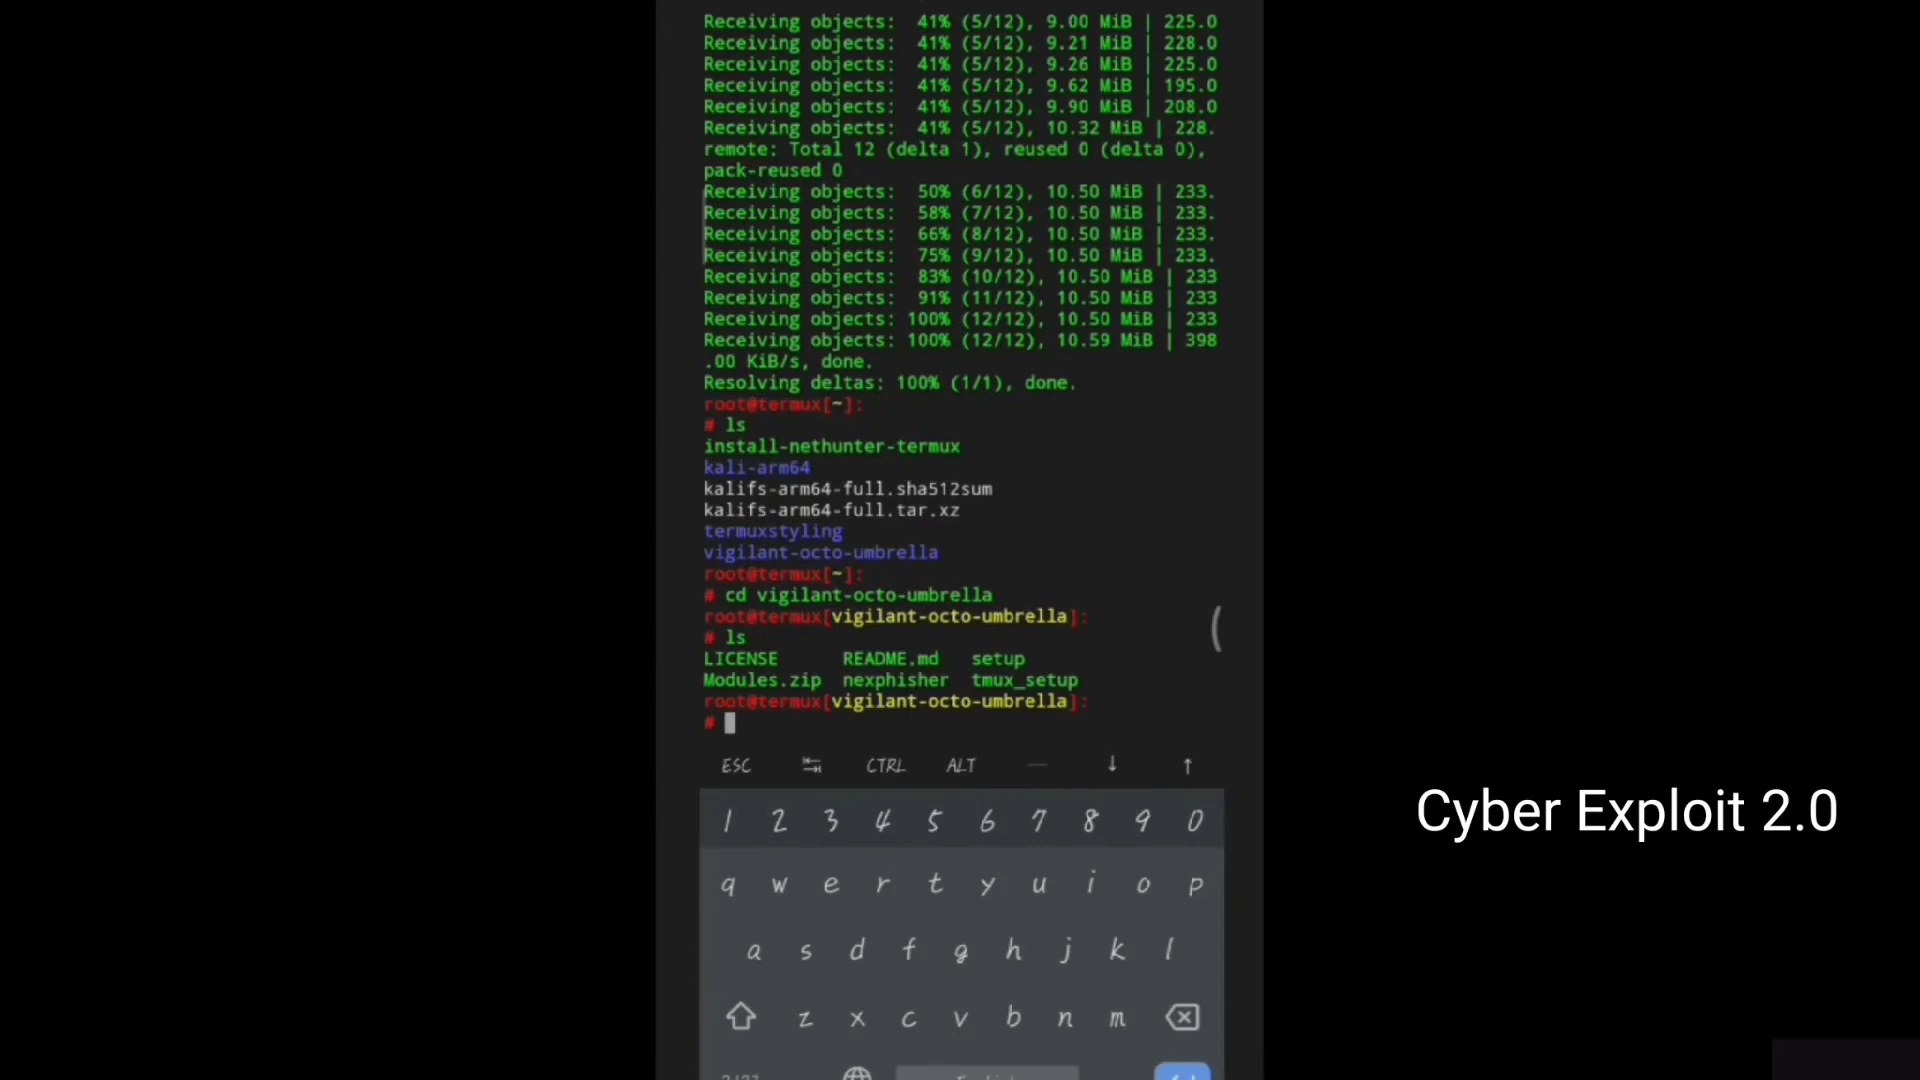 Receiving objects:  41% (5/12), 9.00 MiB | 225.0
Receiving objects:  41% (5/12), 9.21 MiB | 228.0
Receiving objects:  41% (5/12), 9.26 MiB | 225.0
Receiving objects:  41% (5/12), 9.62 MiB | 195.0
Receiving objects:  41% (5/12), 9.90 MiB | 208.0
Receiving objects:  41% (5/12), 10.32 MiB | 228.
remote: Total 12 (delta 1), reused 0 (delta 0),
pack-reused 0
Receiving objects:  50% (6/12), 10.50 MiB | 233.
Receiving objects:  58% (7/12), 10.50 MiB | 233.
Receiving objects:  66% (8/12), 10.50 MiB | 233.
Receiving objects:  75% (9/12), 10.50 MiB | 233.
Receiving objects:  83% (10/12), 10.50 MiB | 233
Receiving objects:  91% (11/12), 10.50 MiB | 233
Receiving objects: 100% (12/12), 10.50 MiB | 233
Receiving objects: 100% (12/12), 10.59 MiB | 398
.00 KiB/s, done.
Resolving deltas: 100% (1/1), done.
root@termux[~]:
# ls
install-nethunter-termux
kali-arm64
kalifs-arm64-full.sha512sum
kalifs-arm64-full.tar.xz
termuxstyling
vigilant-octo-umbrella
root@termux[~]:
# cd vigilant-octo-umbrella
root@termux[vigilant-octo-umbrella]:
# ls
LICENSE      README.md   setup
Modules.zip  nexphisher  tmux_setup
root@termux[vigilant-octo-umbrella]:
#
ESC ↹ CTRL ALT — ↓ ↑
1 2 3 4 5 6 7 8 9 0
q w e r t y u i o p
a s d f g h j k l
z x c v b n m
Cyber Exploit 2.0